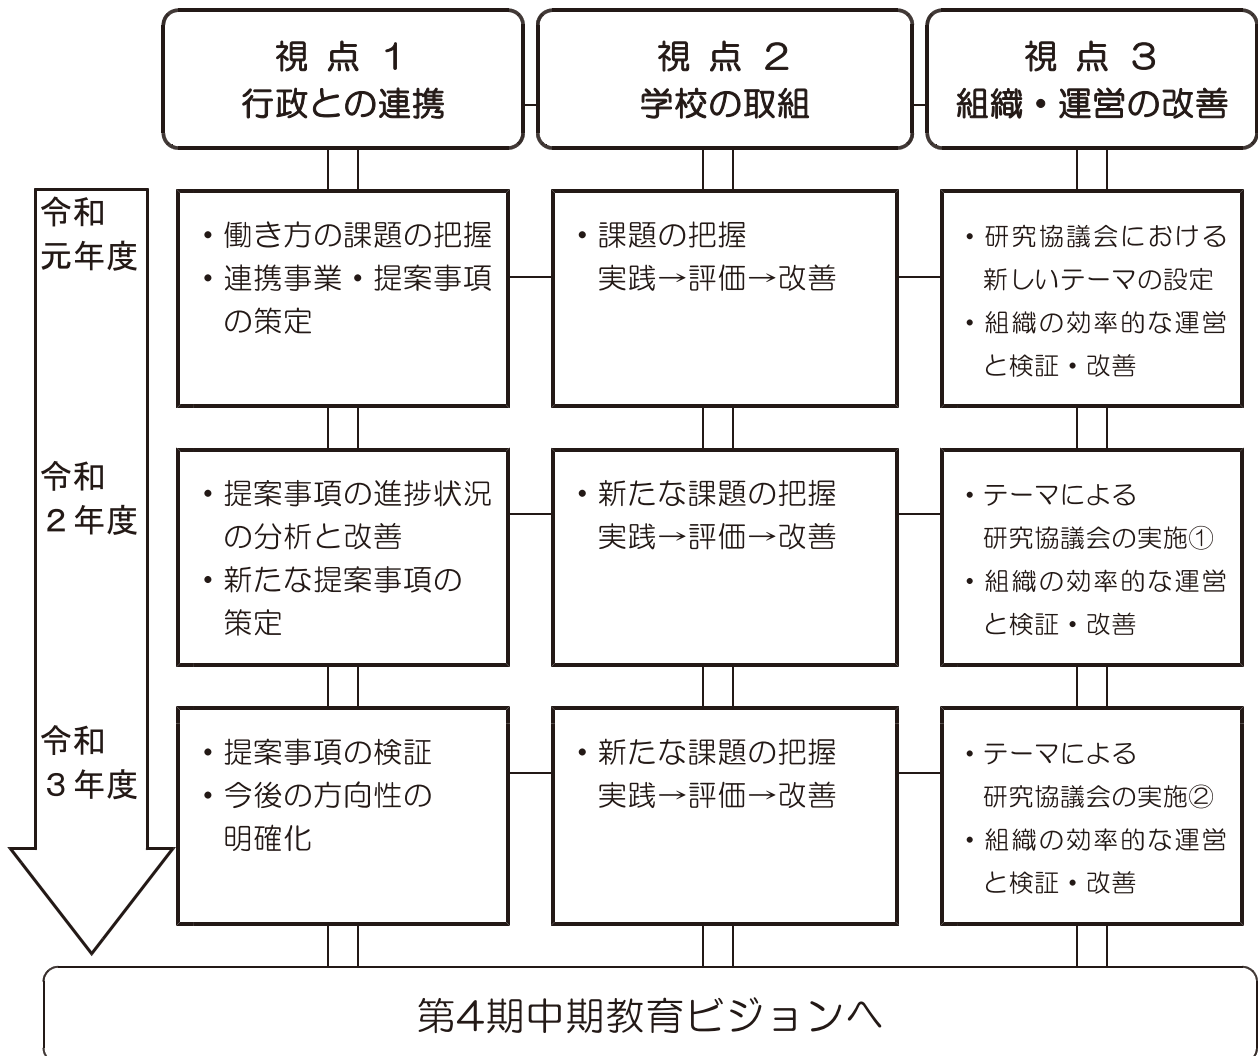 視点 1
行政との連携
視点 2
学校の取組
視点 3
組織・運営の改善
令和
元年度
・働き方の課題の把握
・連携事業・提案事項
の策定
・課題の把握
実践→評価→改善
・研究協議会における
新しいテーマの設定
・組織の効率的な運営
と検証・改善
令和
２年度
・提案事項の進捗状況
の分析と改善
・新たな提案事項の
策定
・新たな課題の把握
実践→評価→改善
・テーマによる
研究協議会の実施①
・組織の効率的な運営
と検証・改善
令和
３年度
・提案事項の検証
・今後の方向性の
明確化
・新たな課題の把握
実践→評価→改善
・テーマによる
研究協議会の実施②
・組織の効率的な運営
と検証・改善
第4期中期教育ビジョンへ